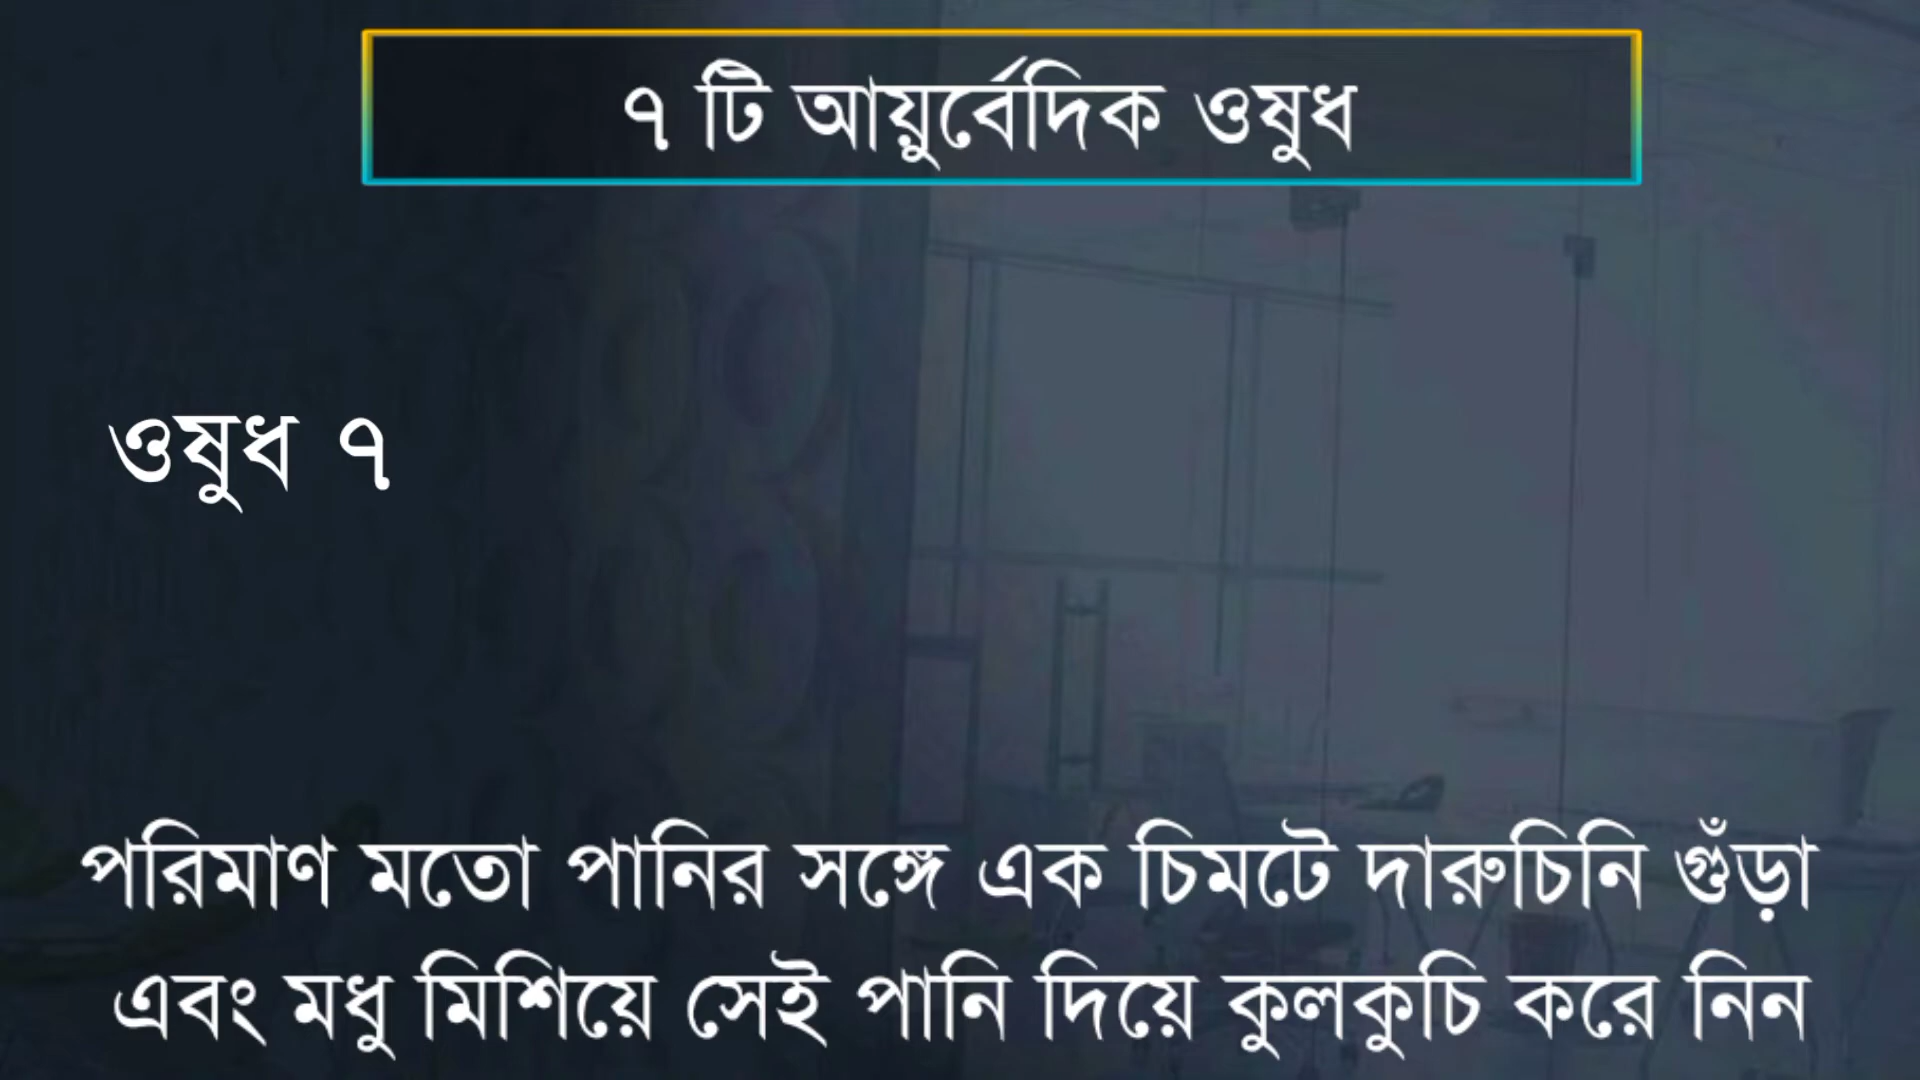 ৭ টি আয়ুর্বেদিক ওষুধ
ওষুধ ৭
পরিমাণ মতো পানির সঙ্গে এক চিমটে দারুচিনি গুঁড়া
এবং মধু মিশিয়ে সেই পানি দিয়ে কুলকুচি করে নিন